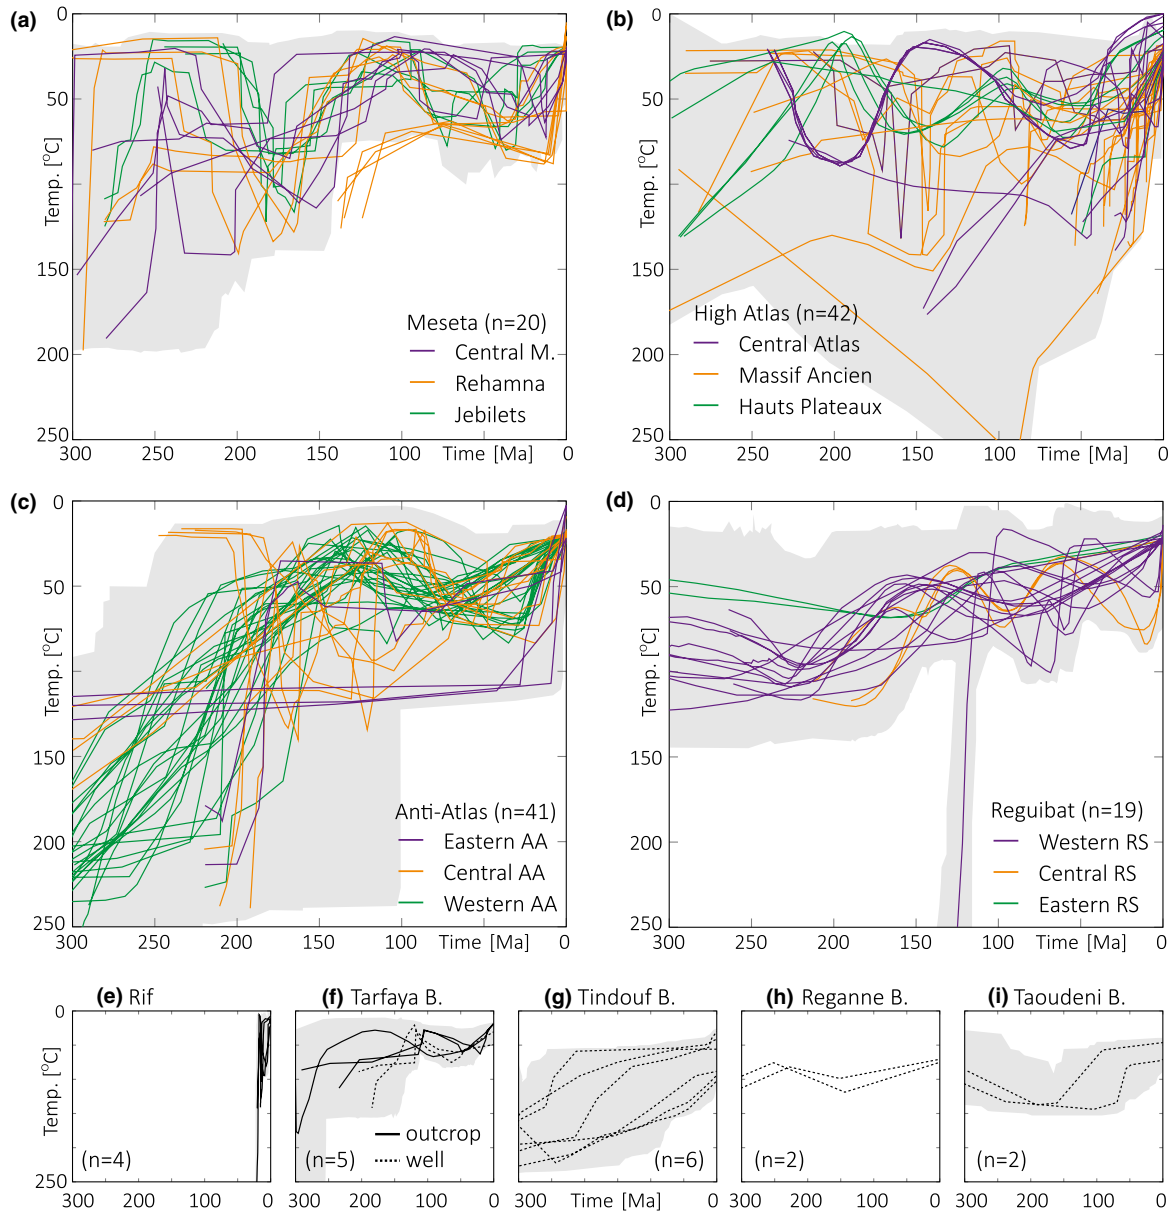 (a)
0
50
100
150
200
250
Temp. [°C]
Meseta (n=20)
Central M.
Rehamna
Jebilets
300 250 200 150 100 Time [Ma] 0
(b)
0
50
100
150
200
250
Temp. [°C]
High Atlas (n=42)
Central Atlas
Massif Ancien
Hauts Plateaux
300 250 200 150 100 Time [Ma] 0
(c)
0
50
100
150
200
250
Temp. [°C]
Anti-Atlas (n=41)
Eastern AA
Central AA
Western AA
300 250 200 150 100 Time [Ma] 0
(d)
0
50
100
150
200
250
Temp. [°C]
Reguibat (n=19)
Western RS
Central RS
Eastern RS
300 250 200 150 100 Time [Ma] 0
(e) Rif
0
Temp. [°C]
250
(n=4)
200 100 0
(f) Tarfaya B.
outcrop
well
(n=5)
300 200 100 0
(g) Tindouf B.
(n=6)
300 Time [Ma] 0
(h) Reganne B.
(n=2)
300 200 100 0
(i) Taoudeni B.
(n=2)
300 200 100 0